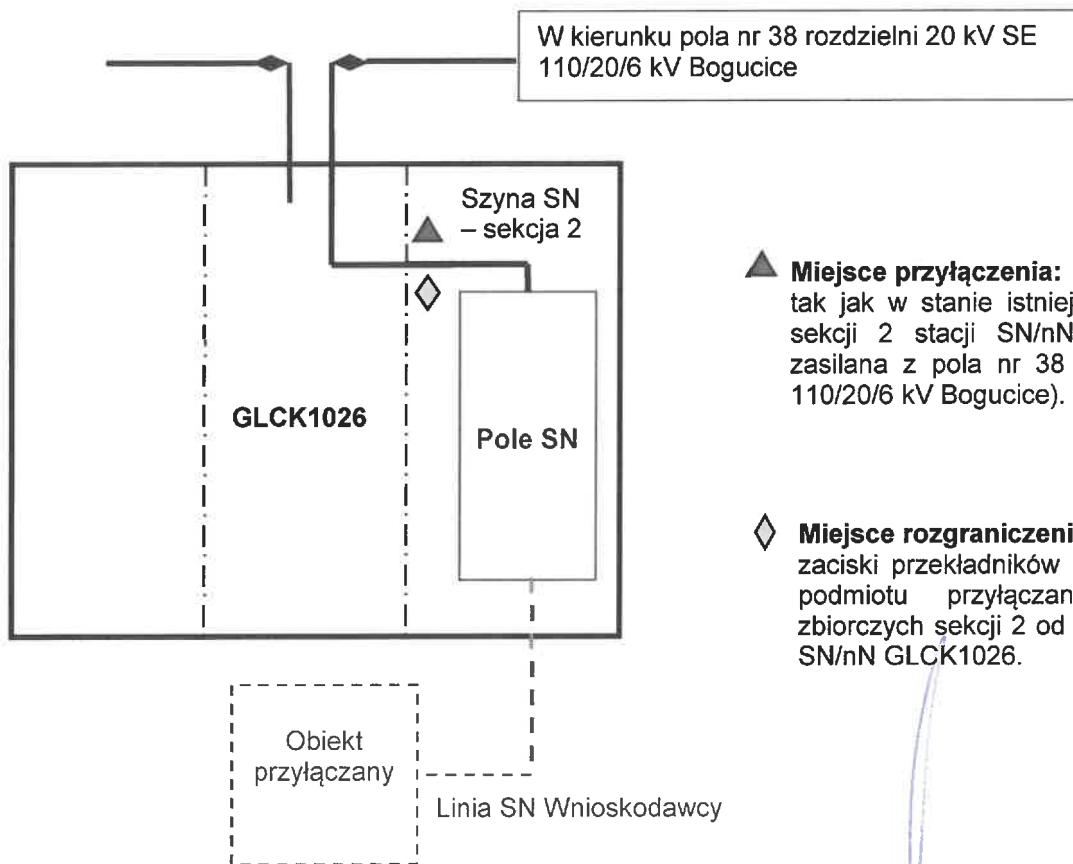 W kierunku pola nr 38 rozdzielni 20 kV SE
110/20/6 kV Bogucice
Szyna SN
– sekcja 2
GLCK1026
Pole SN
Miejsce przyłączenia:
tak jak w stanie istniej
sekcji 2 stacji SN/nN
zasilana z pola nr 38
110/20/6 kV Bogucice).
Miejsce rozgraniczeni
zaciski przekładników
podmiotu przyłączan
zbiorczych sekcji 2 od
SN/nN GLCK1026.
Obiekt
przyłączany
Linia SN Wnioskodawcy